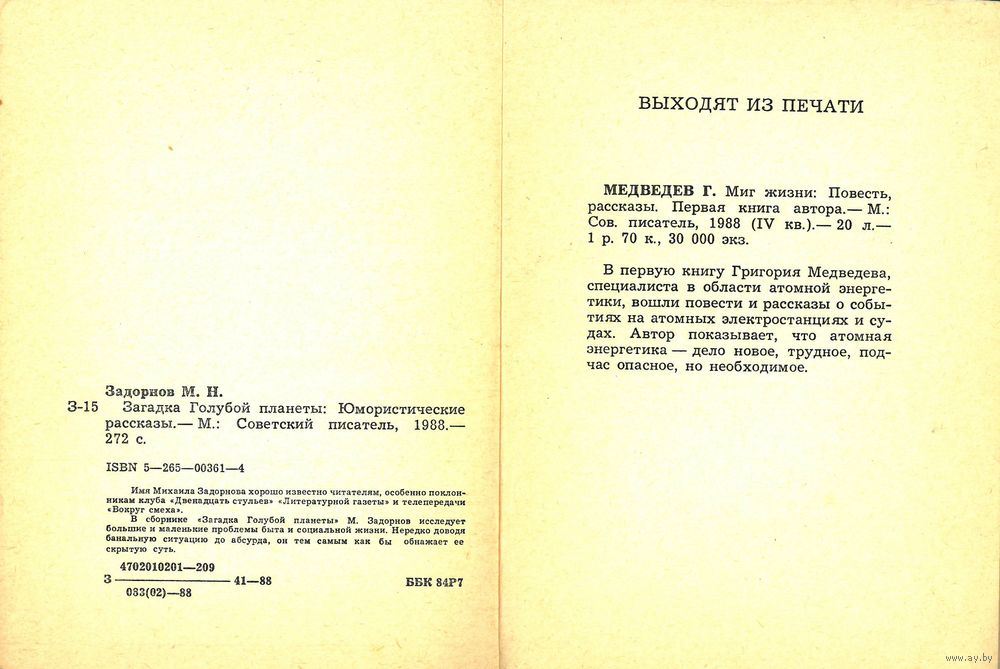 Задорнов М. Н.
З-15 Загадка Голубой планеты: Юмористические
рассказы.— М.: Советский писатель, 1988.—
272 с.
ISBN 5—265—00361—4
Имя Михаила Задорнова хорошо известно читателям, особенно поклон-
никам клуба «Двенадцать стульев» «Литературной газеты» и телепередачи
«Вокруг смеха».
В сборнике «Загадка Голубой планеты» М. Задорнов исследует
большие и маленькие проблемы быта и социальной жизни. Нередко доводя
банальную ситуацию до абсурда, он тем самым как бы обнажает ее
скрытую суть.
4702010201—209
З 41—88
083(02)—88
ББК 84Р7
ВЫХОДЯТ ИЗ ПЕЧАТИ
МЕДВЕДЕВ Г. Миг жизни: Повесть,
рассказы. Первая книга автора.— М.:
Сов. писатель, 1988 (IV кв.).— 20 л.—
1 р. 70 к., 30 000 экз.
В первую книгу Григория Медведева,
специалиста в области атомной энерге-
тики, вошли повести и рассказы о собы-
тиях на атомных электростанциях и су-
дах. Автор показывает, что атомная
энергетика — дело новое, трудное, под-
час опасное, но необходимое.
www.ay.by